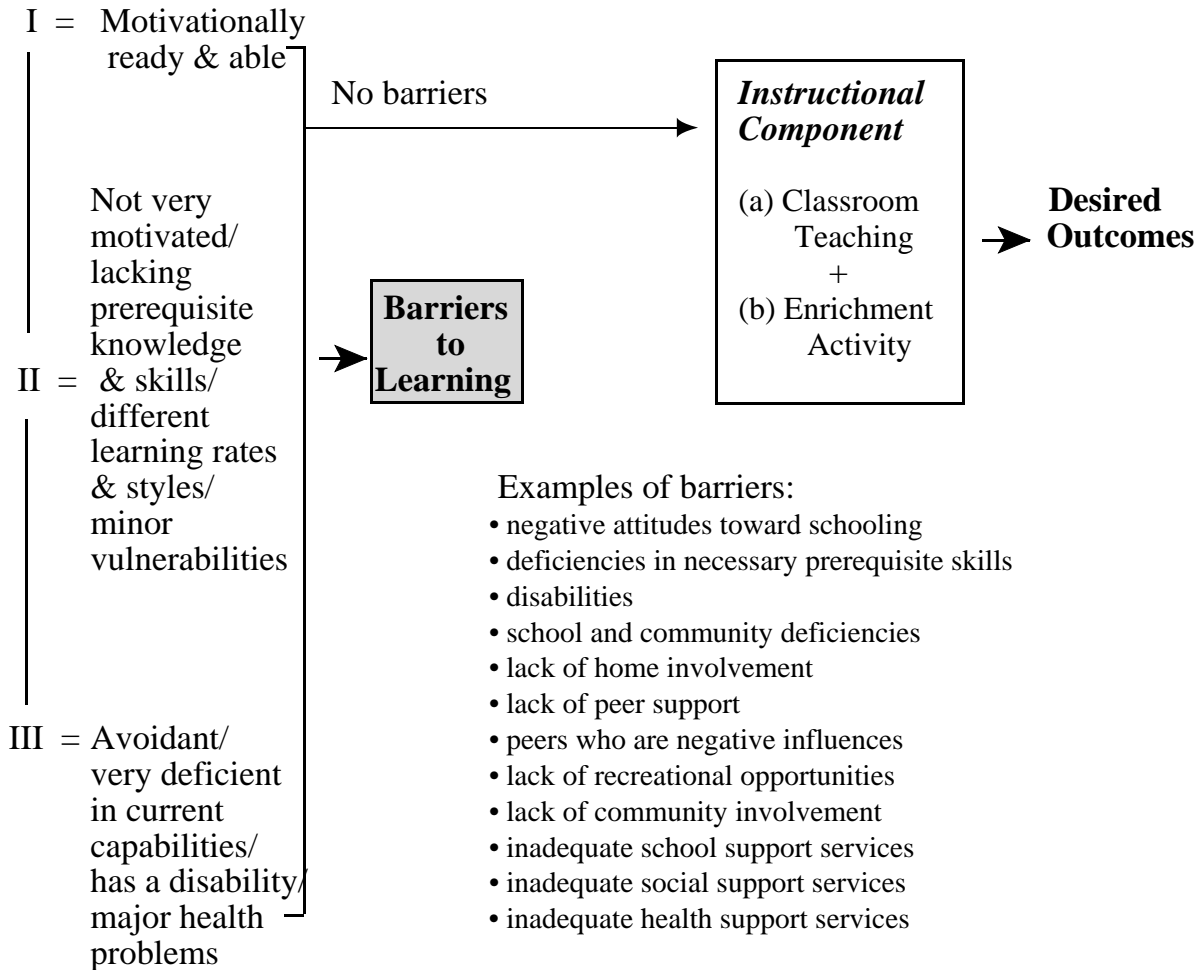 I = Motivationally
ready & able
No barriers
Instructional
Component
(a) Classroom
Teaching
+
(b) Enrichment
Activity
Desired
Outcomes
Not very
motivated/
lacking
prerequisite
knowledge
II = & skills/
different
learning rates
& styles/
minor
vulnerabilities
Barriers
to
Learning
III = Avoidant/
very deficient
in current
capabilities/
has a disability/
major health
problems
Examples of barriers:
• negative attitudes toward schooling
• deficiencies in necessary prerequisite skills
• disabilities
• school and community deficiencies
• lack of home involvement
• lack of peer support
• peers who are negative influences
• lack of recreational opportunities
• lack of community involvement
• inadequate school support services
• inadequate social support services
• inadequate health support services